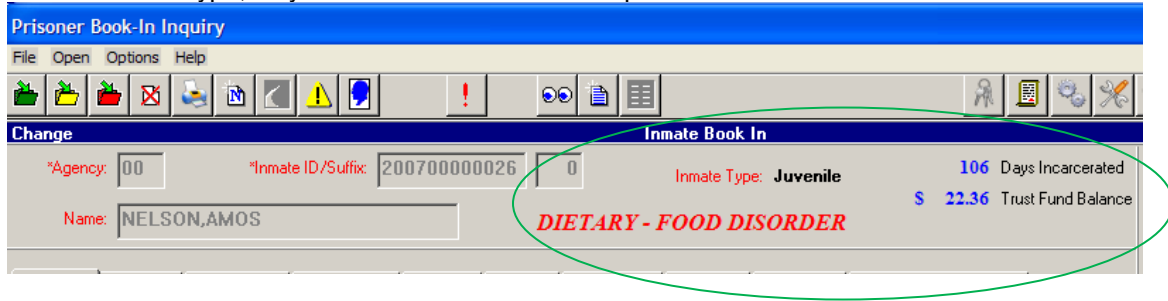 Prisoner Book-In Inquiry
File Open Options Help
N !
Change Inmate Book In
*Agency: 00 *Inmate ID/Suffix: 200700000026 0 Inmate Type: Juvenile 106 Days Incarcerated
$ 22.36 Trust Fund Balance
Name: NELSON,AMOS DIETARY - FOOD DISORDER